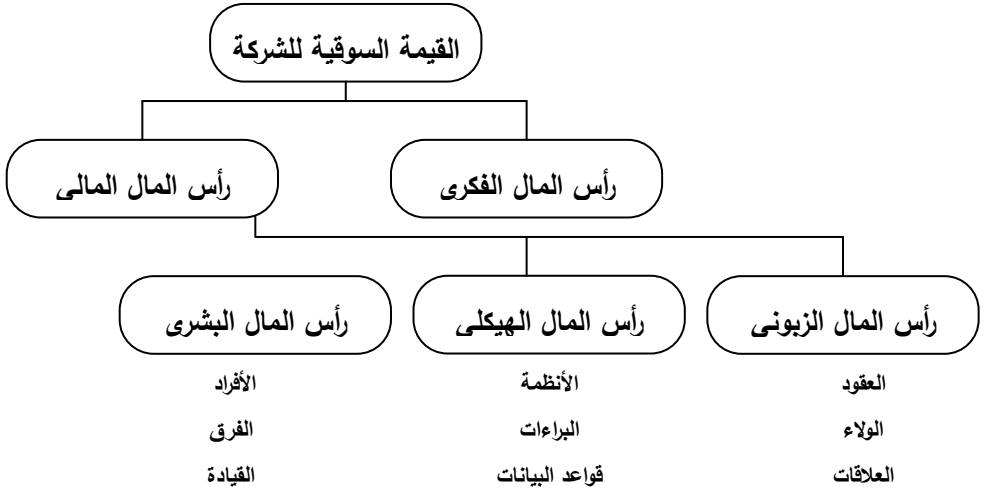 القيمة السوقية للشركة
رأس المال الفكرى
رأس المال المالى
رأس المال الزبونى
رأس المال الهيكلى
رأس المال البشرى
العقود
الأنظمة
الأفراد
الولاء
البراءات
الفرق
العلاقات
قواعد البيانات
القيادة